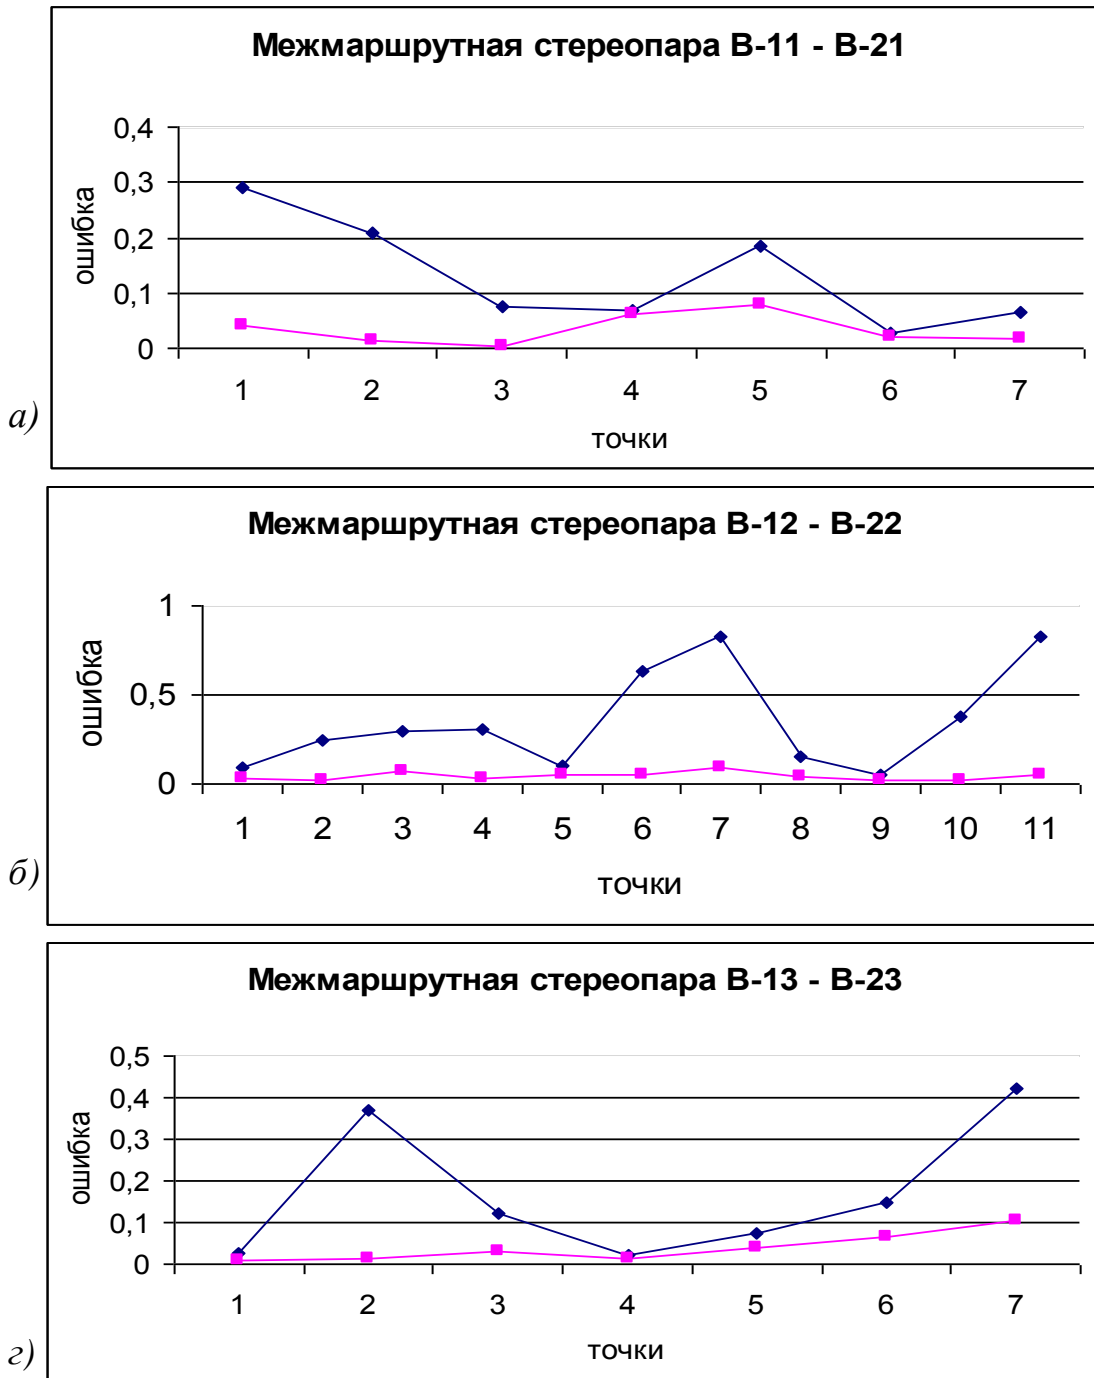 Межмаршрутная стереопара В-11 - В-21
0,4
0,3
0,2
0,1
0
ошибка
1 2 3 4 5 6 7
точки
а)
Межмаршрутная стереопара В-12 - В-22
1
0,5
0
ошибка
1 2 3 4 5 6 7 8 9 10 11
точки
б)
Межмаршрутная стереопара В-13 - В-23
0,5
0,4
0,3
0,2
0,1
0
ошибка
1 2 3 4 5 6 7
точки
г)